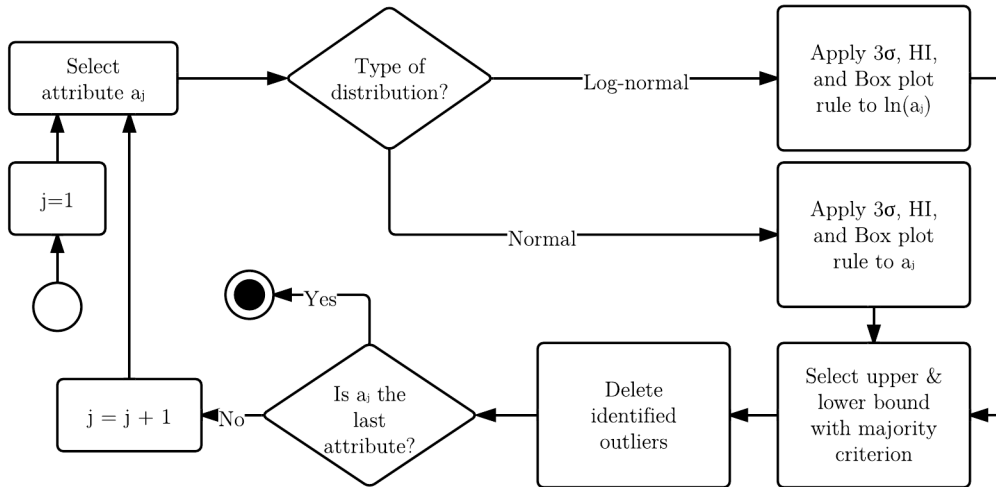 Select
attribute aⱼ
Type of
distribution?
Log-normal
Apply 3σ, HI,
and Box plot
rule to ln(aⱼ)
j=1
Normal
Apply 3σ, HI,
and Box plot
rule to aⱼ
Yes
j = j + 1
No
Is aⱼ the
last
attribute?
Delete
identified
outliers
Select upper &
lower bound
with majority
criterion